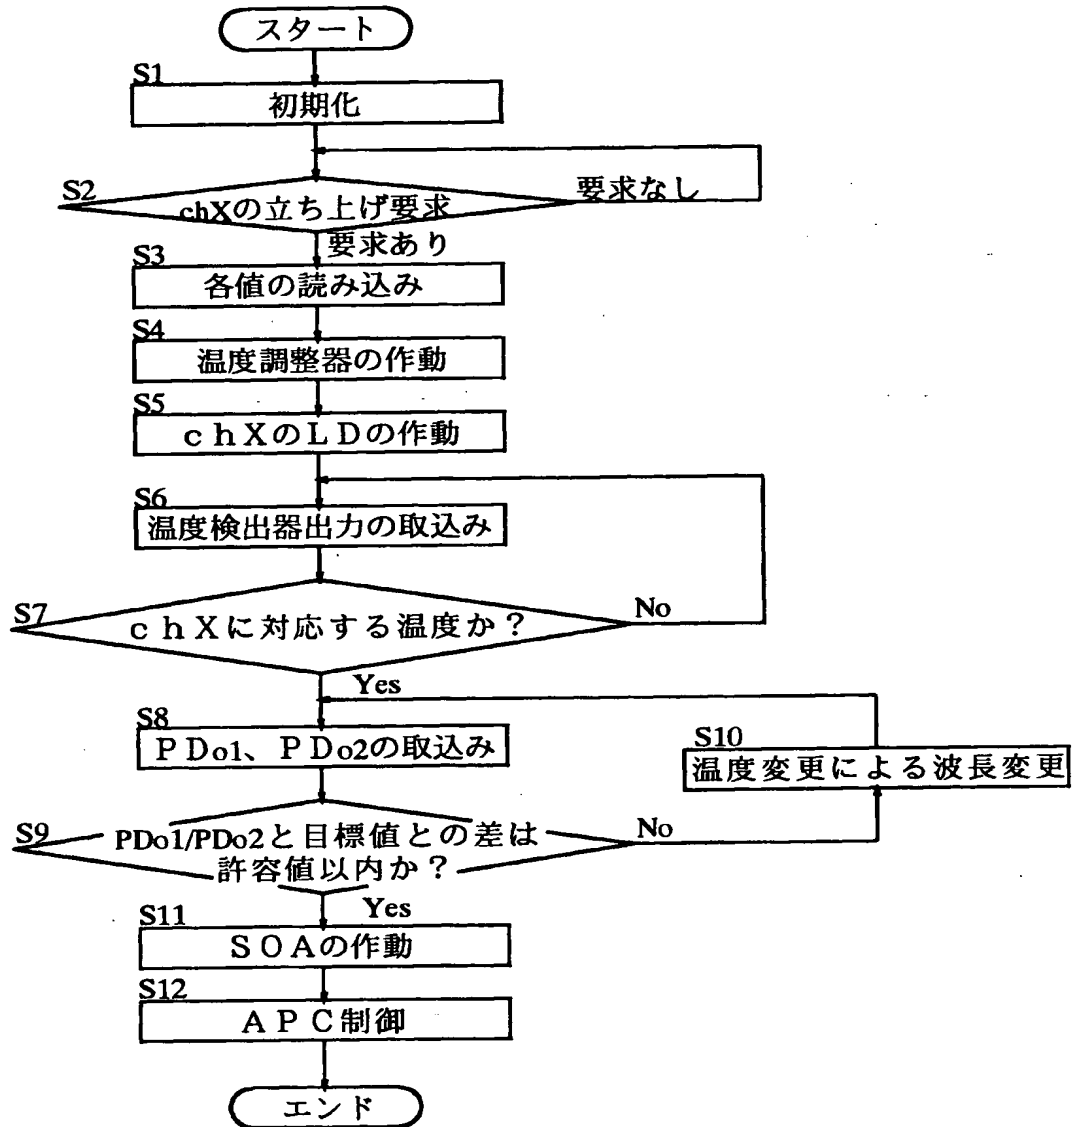 スタート
S1
初期化
S2
chXの立ち上げ要求
要求なし
要求あり
S3
各値の読み込み
S4
温度調整器の作動
S5
ｃｈＸのＬＤの作動
S6
温度検出器出力の取込み
S7
ｃｈＸに対応する温度か？
No
Yes
S8
ＰＤo1、ＰＤo2の取込み
S10
温度変更による波長変更
S9
PDo1/PDo2と目標値との差は
許容値以内か？
No
Yes
S11
ＳＯＡの作動
S12
ＡＰＣ制御
エンド